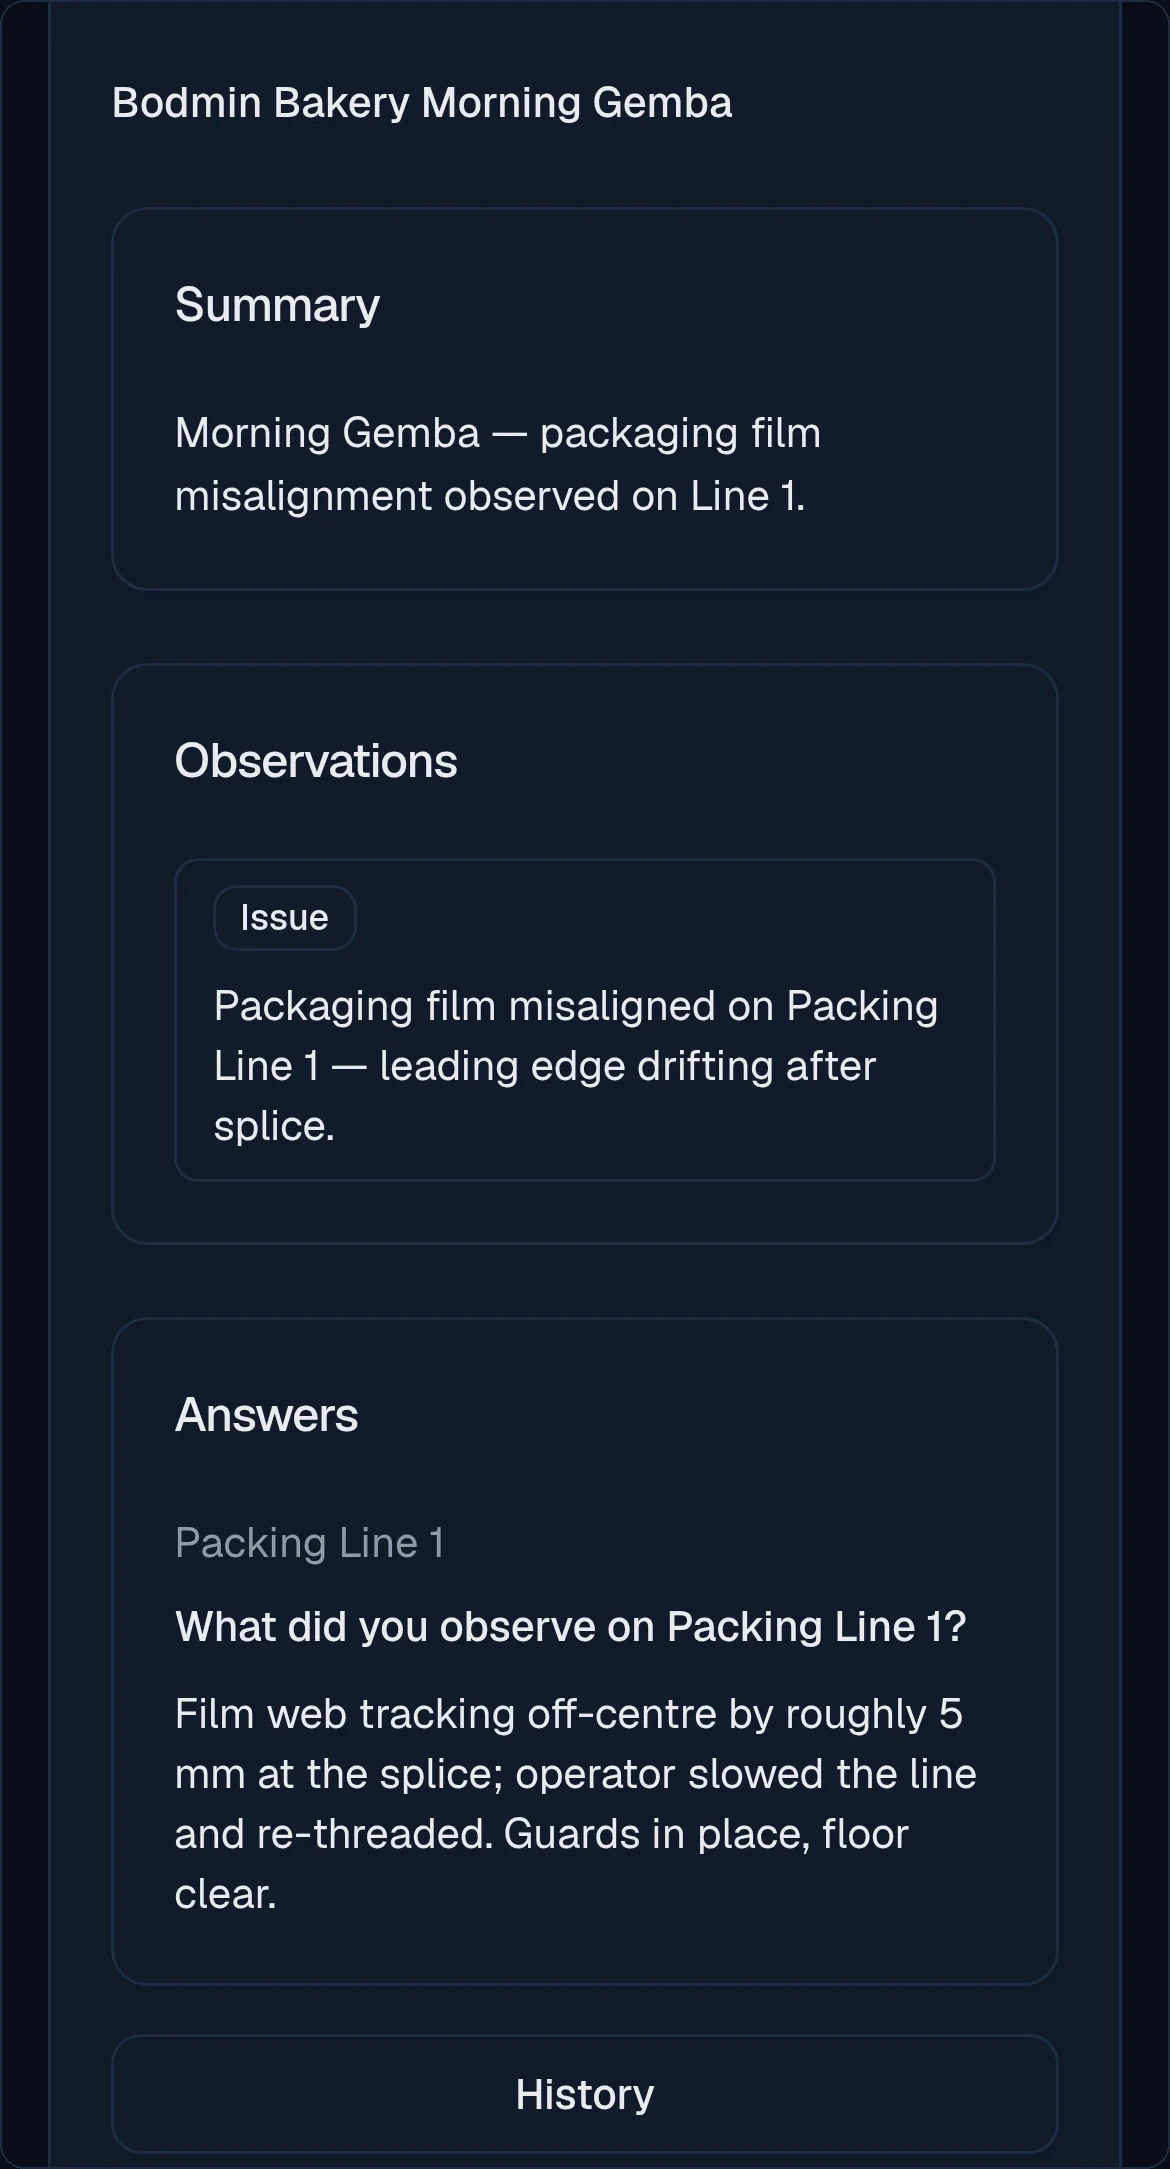 Bodmin Bakery Morning Gemba
Summary
Morning Gemba — packaging film
misalignment observed on Line 1.
Observations
Issue
Packaging film misaligned on Packing
Line 1 — leading edge drifting after
splice.
Answers
Packing Line 1
What did you observe on Packing Line 1?
Film web tracking off-centre by roughly 5
mm at the splice; operator slowed the line
and re-threaded. Guards in place, floor
clear.
History